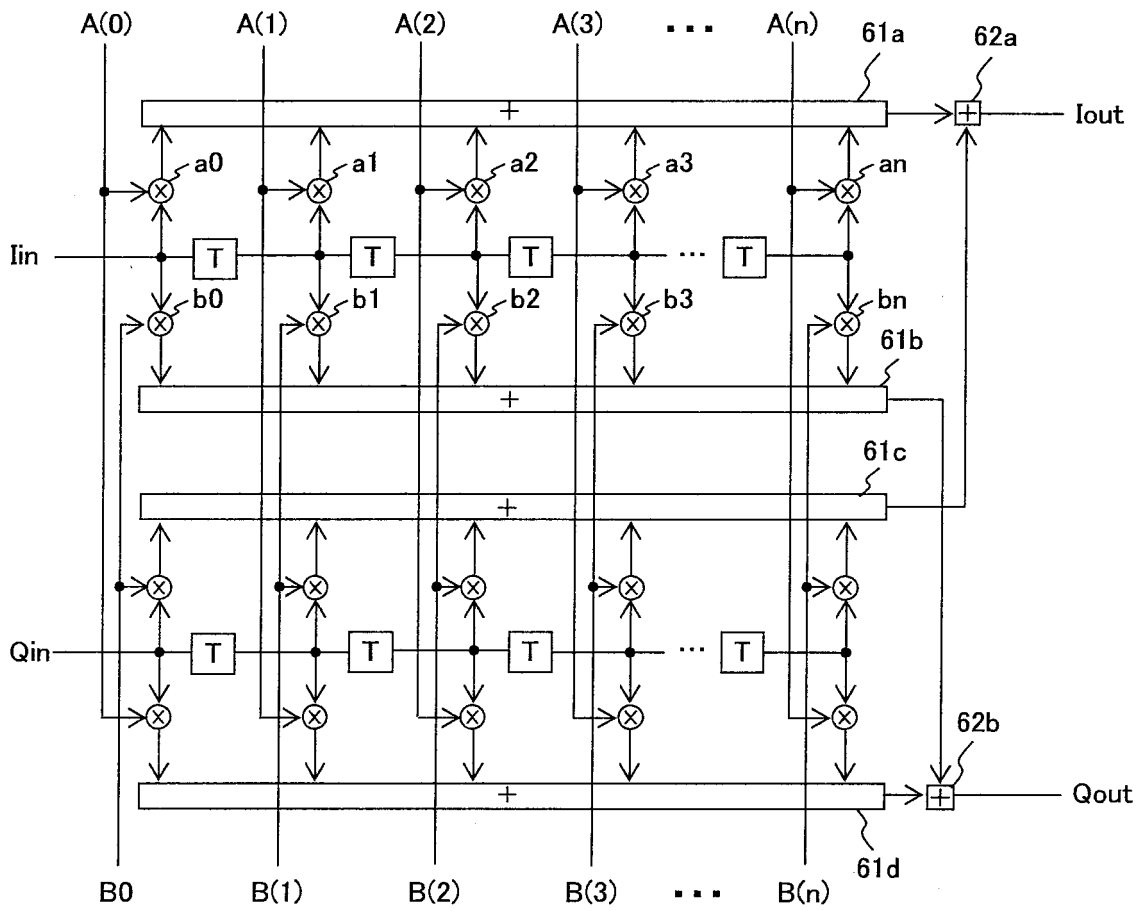 A(0) A(1) A(2) A(3) ••• A(n) 61a 62a
+ + Iout
a0 a1 a2 a3 an
Iin T T T ••• T
b0 b1 b2 b3 bn
61b
+
61c
+
Qin T T T ••• T
62b
+ + Qout
61d
B0 B(1) B(2) B(3) ••• B(n)